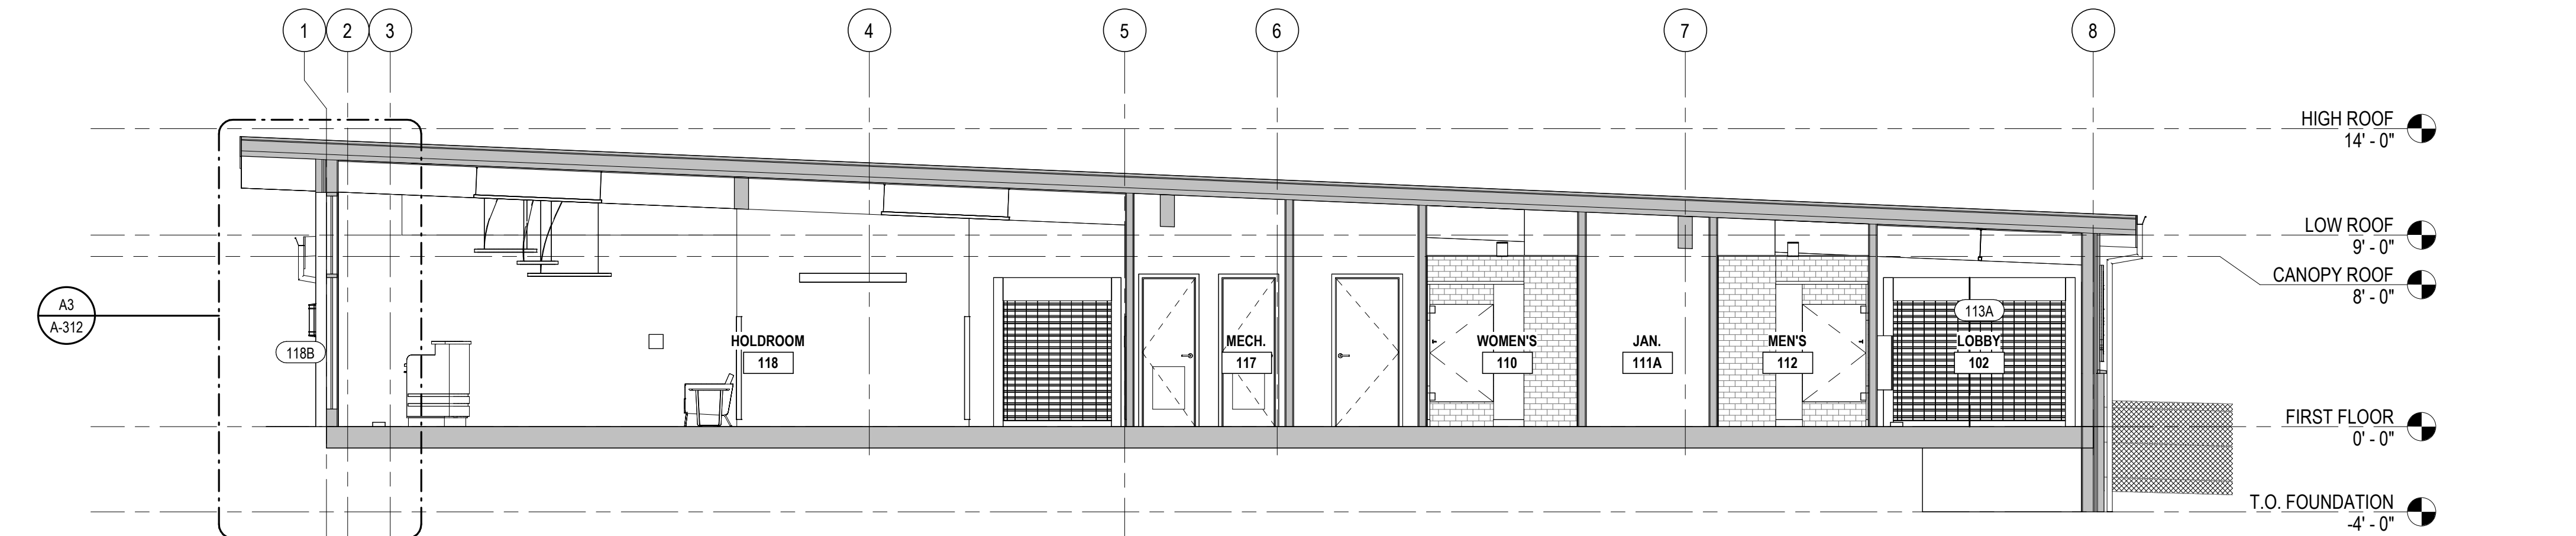 1
2
3
4
5
6
7
8
HIGH ROOF
14' - 0"
LOW ROOF
9' - 0"
CANOPY ROOF
8' - 0"
A3
A-312
118B
HOLDROOM
118
MECH.
117
WOMEN'S
110
JAN.
111A
MEN'S
112
113A
LOBBY
102
FIRST FLOOR
0' - 0"
T.O. FOUNDATION
-4' - 0"